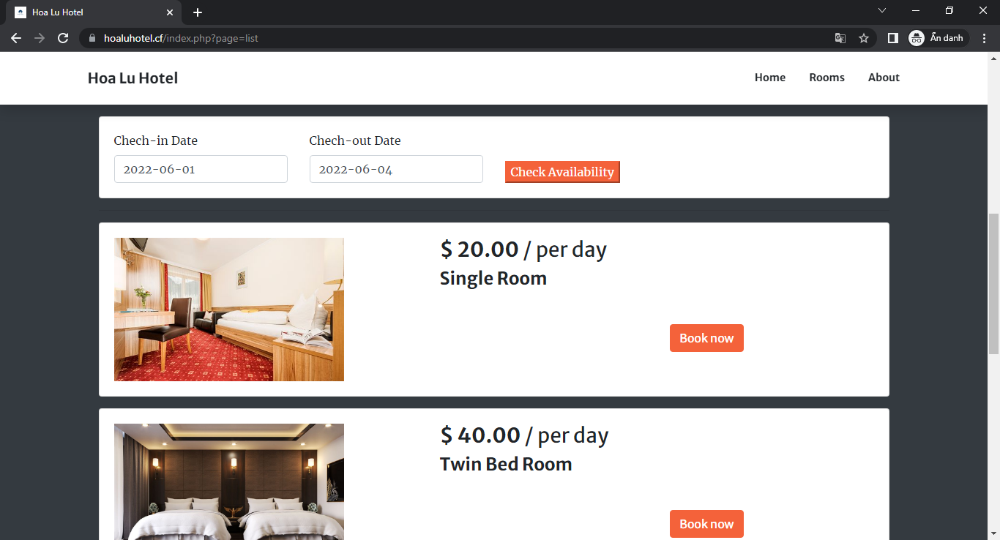 Hoa Lu Hotel
hoaluhotel.cf/index.php?page=list
Ẩn danh
Hoa Lu Hotel
Home Rooms About
Chech-in Date Chech-out Date
2022-06-01 2022-06-04 Check Availability
$ 20.00 / per day
Single Room
Book now
$ 40.00 / per day
Twin Bed Room
Book now